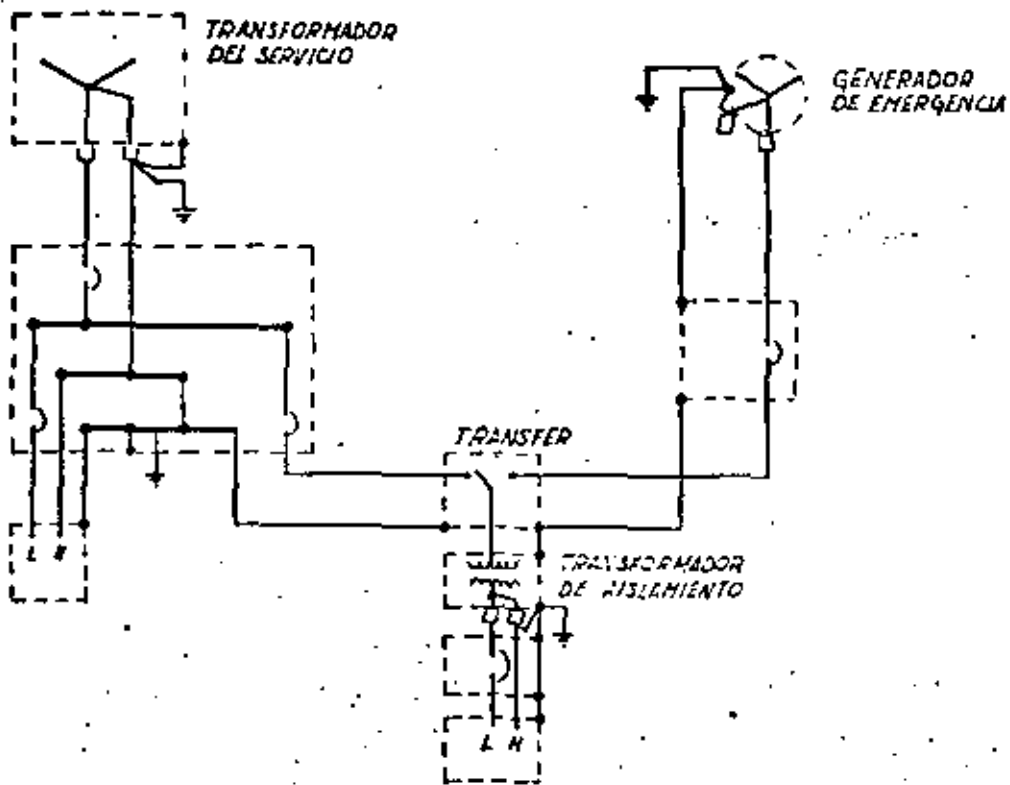 TRANSFORMADOR
DEL SERVICIO
GENERADOR
DE EMERGENCIA
TRANSFER
TRANSFORMADOR
DE AISLAMIENTO
L N
L N